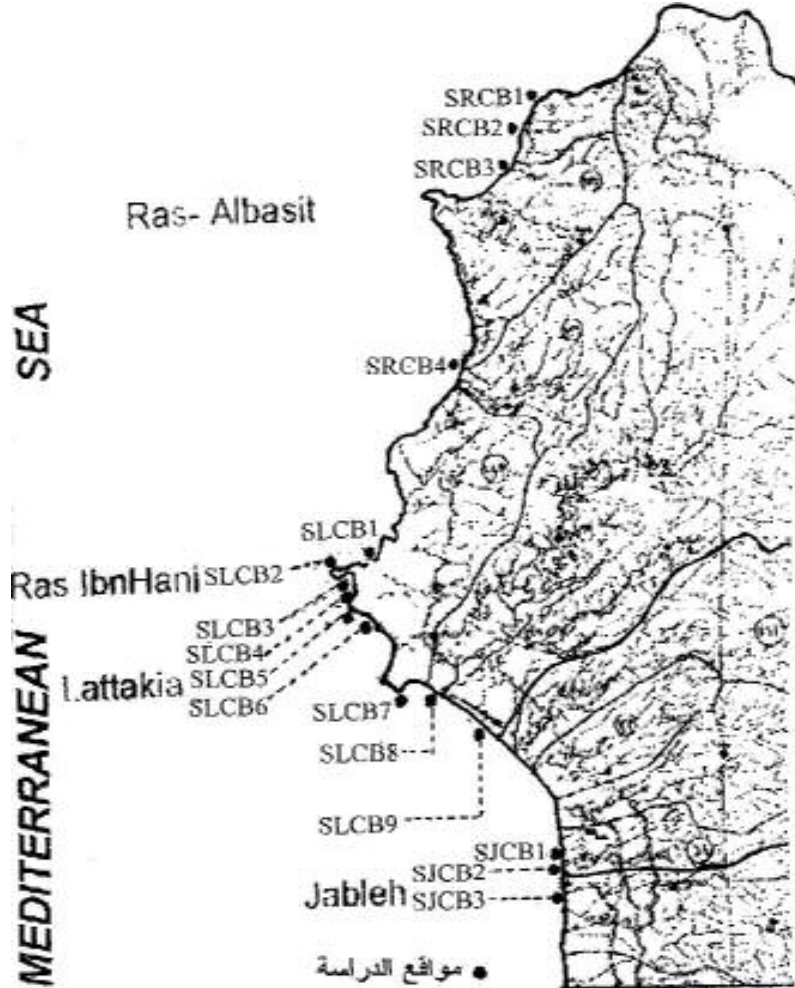 SRCB1
SRCB2
SRCB3
Ras- Albasit
SEA
SRCB4
SLCB1
Ras IbnHani SLCB2
SLCB3
SLCB4
Lattakia SLCB5
SLCB6
SLCB7
SLCB8
SLCB9
SJCB1
SJCB2
Jableh SJCB3
MEDITERRANEAN
مواقع الدراسة